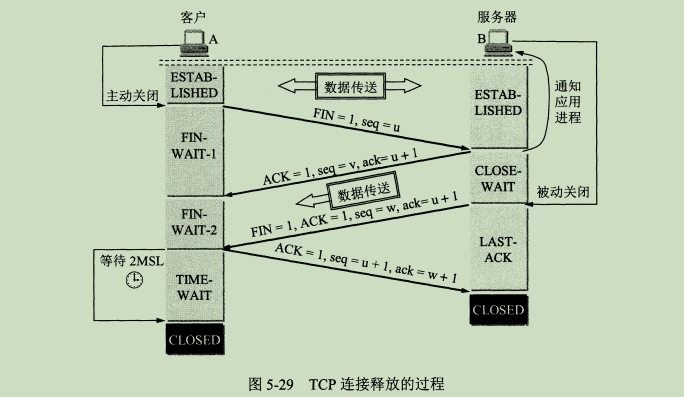 客户
服务器
A
B
主动关闭
ESTAB-
LISHED
数据传送
ESTAB-
LISHED
通知
应用
进程
FIN = 1, seq = u
FIN-
WAIT-1
ACK = 1, seq = v, ack= u + 1
CLOSE-
WAIT
数据传送
被动关闭
FIN-
WAIT-2
FIN = 1, ACK = 1, seq = w, ack= u + 1
LAST-
ACK
等待 2MSL
ACK = 1, seq = u + 1, ack = w + 1
TIME-
WAIT
CLOSED
CLOSED
图 5-29 TCP 连接释放的过程